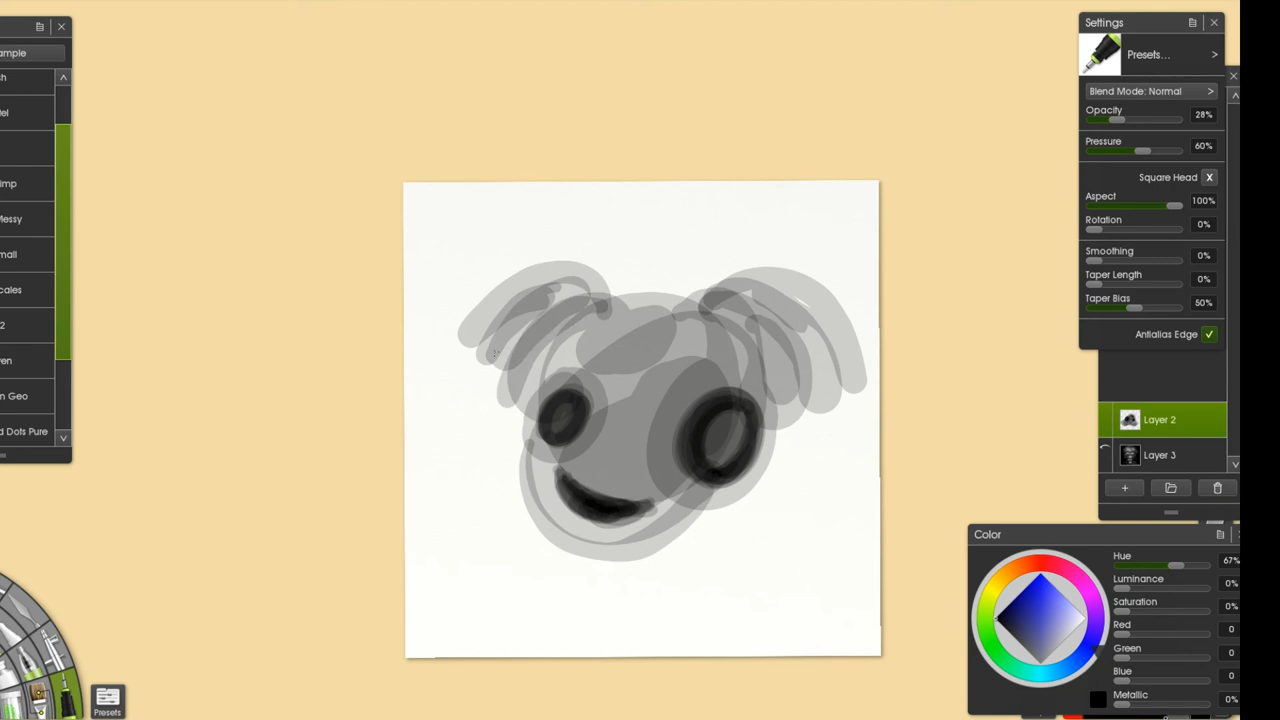 ample
sh
el
imp
Messy
mall
cales
2
ven
n Geo
d Dots Pure
Presets
Settings
Presets...
>
Blend Mode: Normal >
Opacity
28%
Pressure
60%
Square Head X
Aspect
100%
Rotation
0%
Smoothing
0%
Taper Length
0%
Taper Bias
50%
Antialias Edge
Layer 2
Layer 3
Color
Hue
67%
Luminance
0%
Saturation
0%
Red
0
Green
0
Blue
0
Metallic
0%